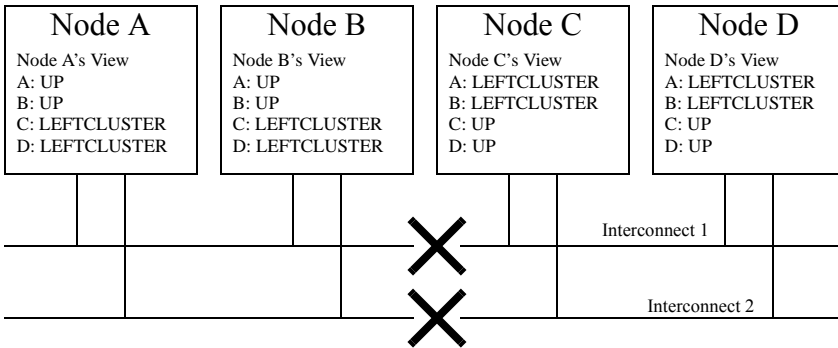 Node A
Node A's View
A: UP
B: UP
C: LEFTCLUSTER
D: LEFTCLUSTER
Node B
Node B's View
A: UP
B: UP
C: LEFTCLUSTER
D: LEFTCLUSTER
Node C
Node C's View
A: LEFTCLUSTER
B: LEFTCLUSTER
C: UP
D: UP
Node D
Node D's View
A: LEFTCLUSTER
B: LEFTCLUSTER
C: UP
D: UP
Interconnect 1
Interconnect 2